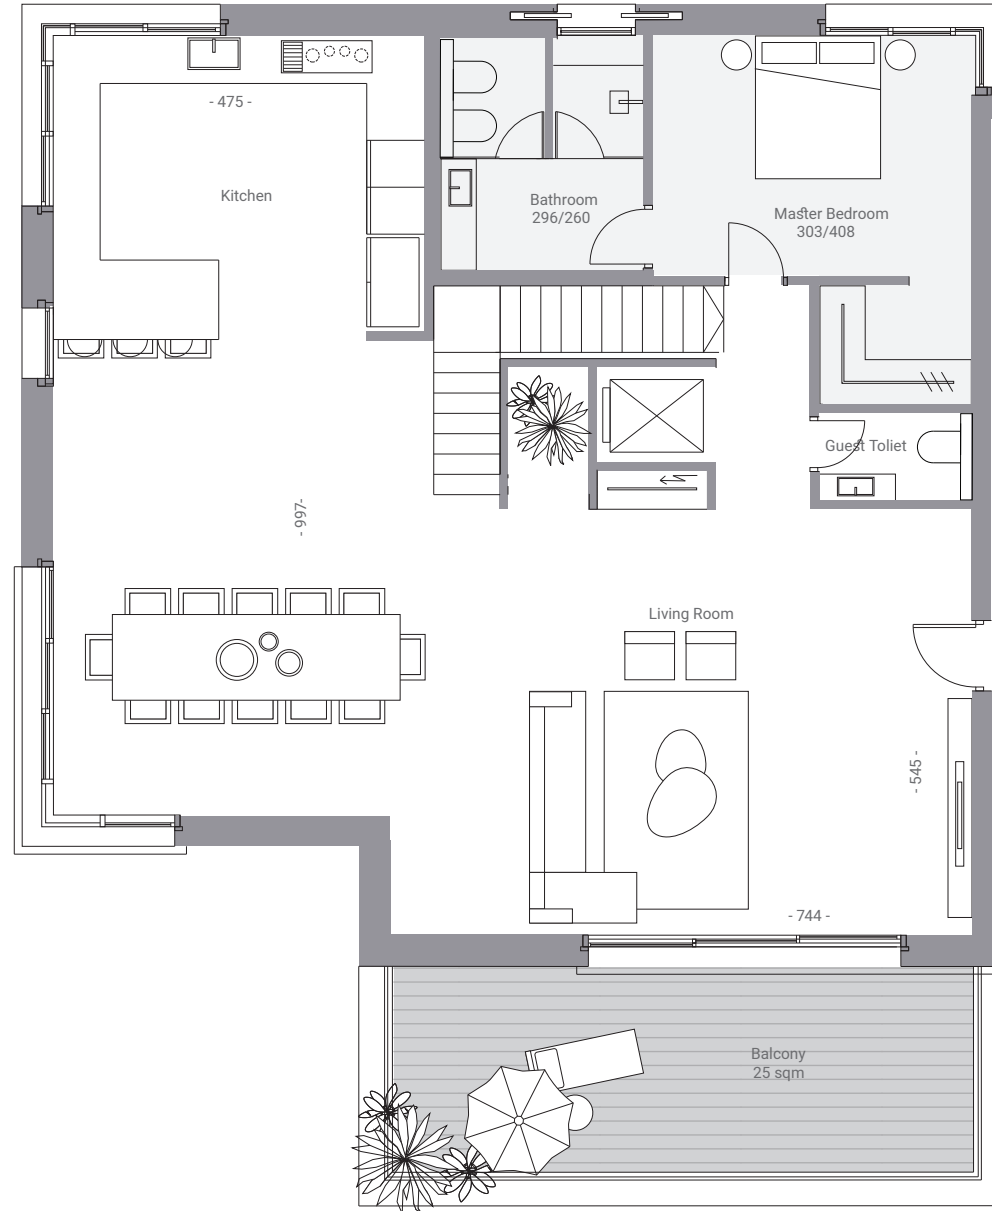 - 475 -
Kitchen
Bathroom
296/260
Master Bedroom
303/408
Guest Toliet
- 997-
Living Room
- 545 -
- 744 -
Balcony
25 sqm